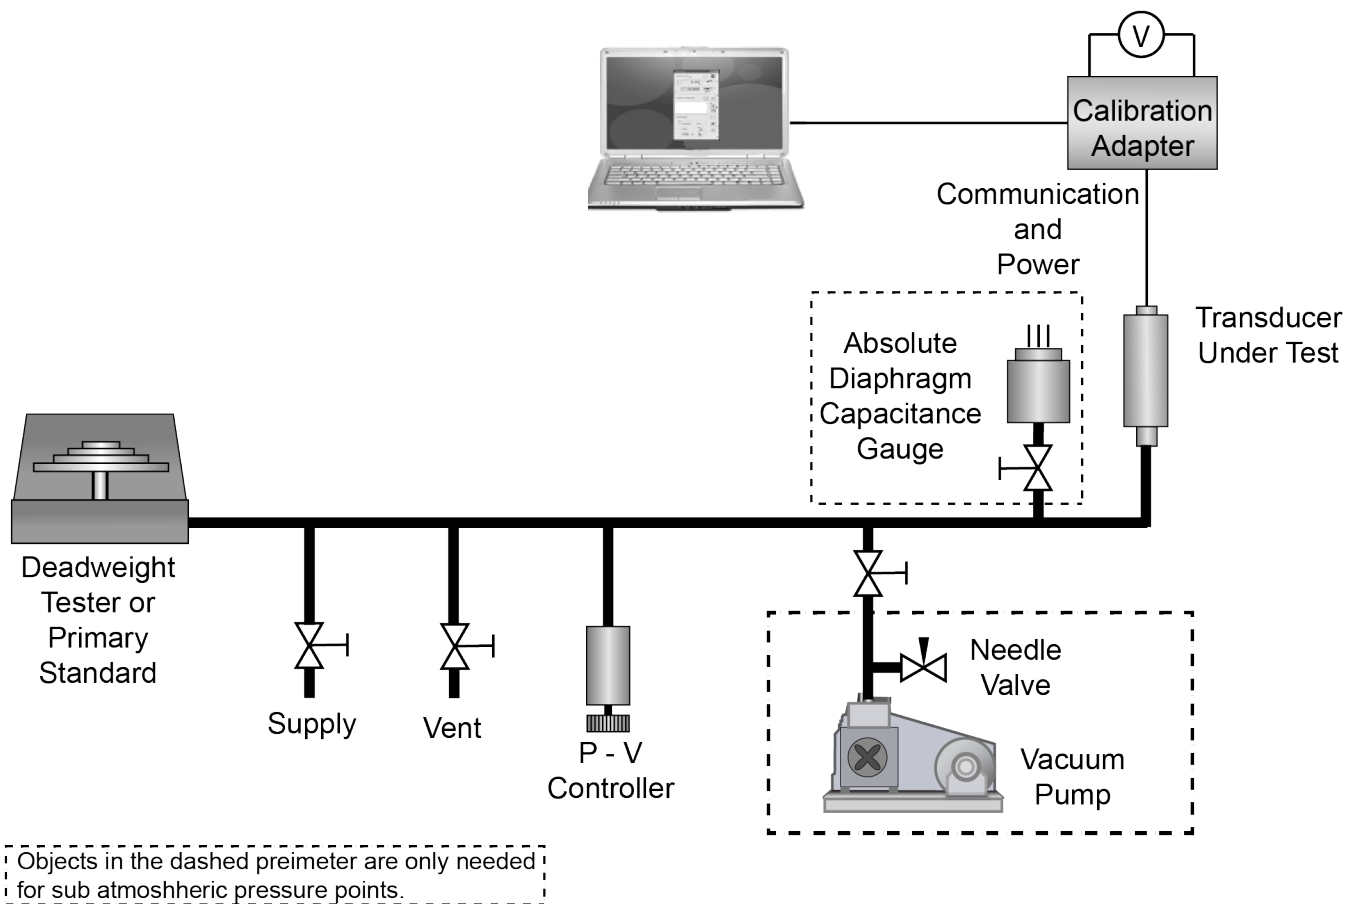 V
Calibration
Adapter
Communication
and
Power
Transducer
Under Test
Absolute
Diaphragm
Capacitance
Gauge
Deadweight
Tester or
Primary
Standard
Supply
Vent
P - V
Controller
Needle
Valve
Vacuum
Pump
Objects in the dashed preimeter are only needed
for sub atmoshheric pressure points.